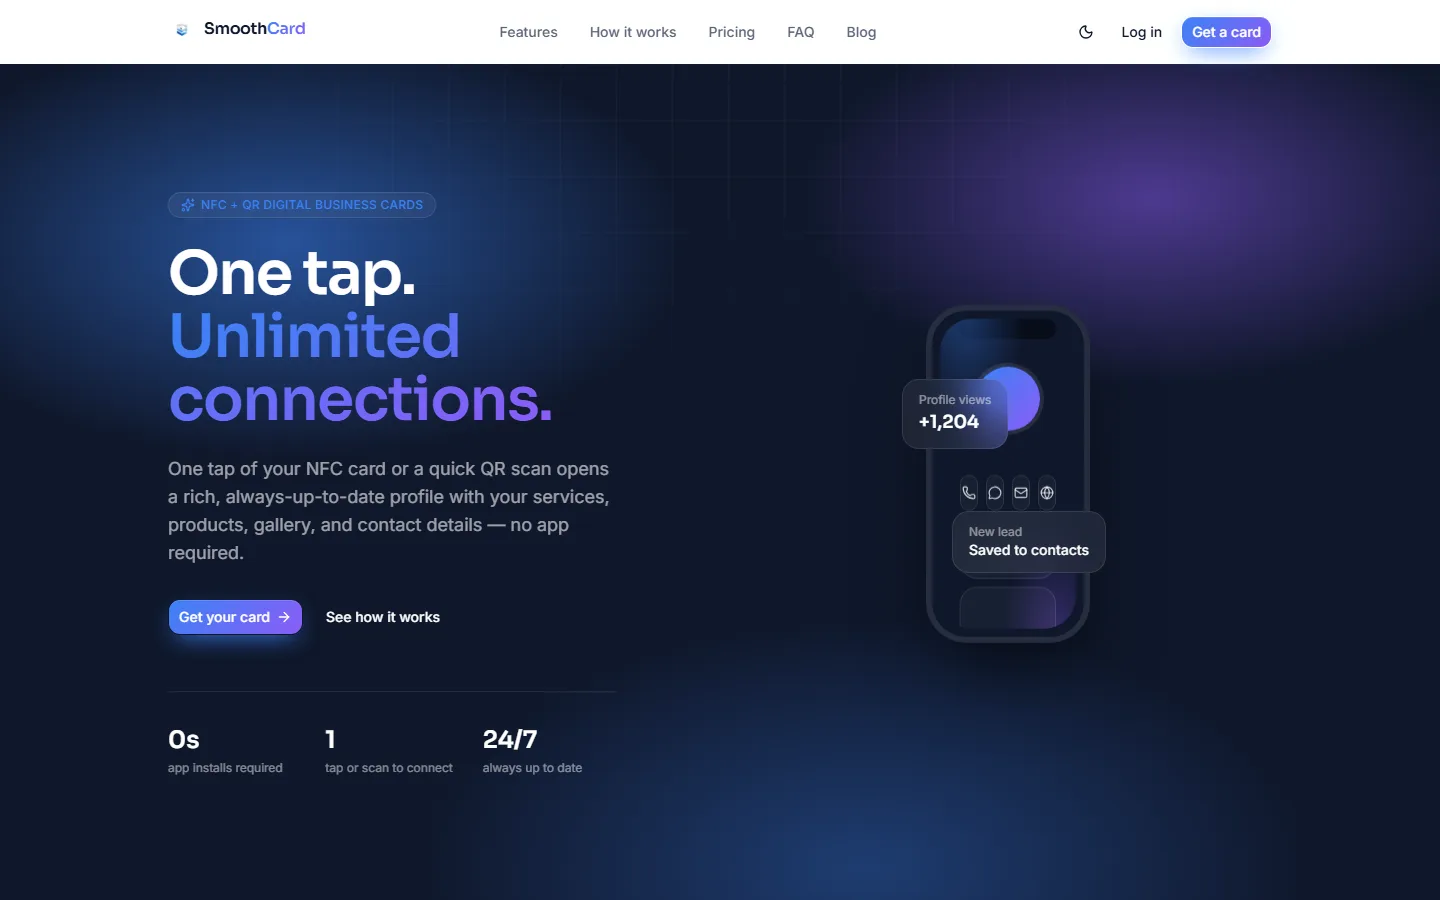 SmoothCard
Features
How it works
Pricing
FAQ
Blog
Log in
Get a card
NFC + QR DIGITAL BUSINESS CARDS
One tap.
Unlimited
connections.
One tap of your NFC card or a quick QR scan opens
a rich, always-up-to-date profile with your services,
products, gallery, and contact details — no app
required.
Get your card
See how it works
0s
app installs required
1
tap or scan to connect
24/7
always up to date
Profile views
+1,204
New lead
Saved to contacts